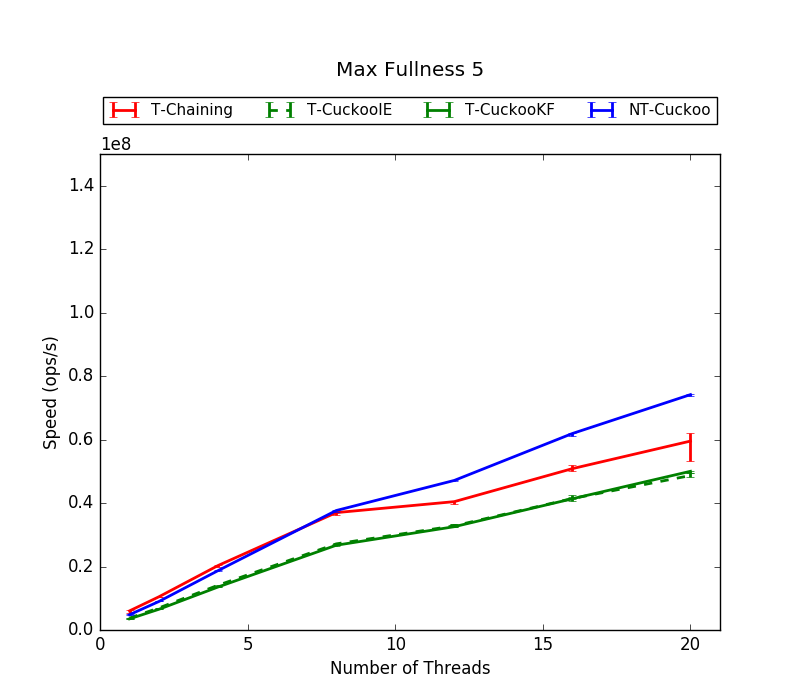 Max Fullness 5
T-Chaining T-CuckooIE T-CuckooKF NT-Cuckoo
1e8
1.4
1.2
1.0
0.8
0.6
0.4
0.2
0.0
Speed (ops/s)
0 5 10 15 20
Number of Threads